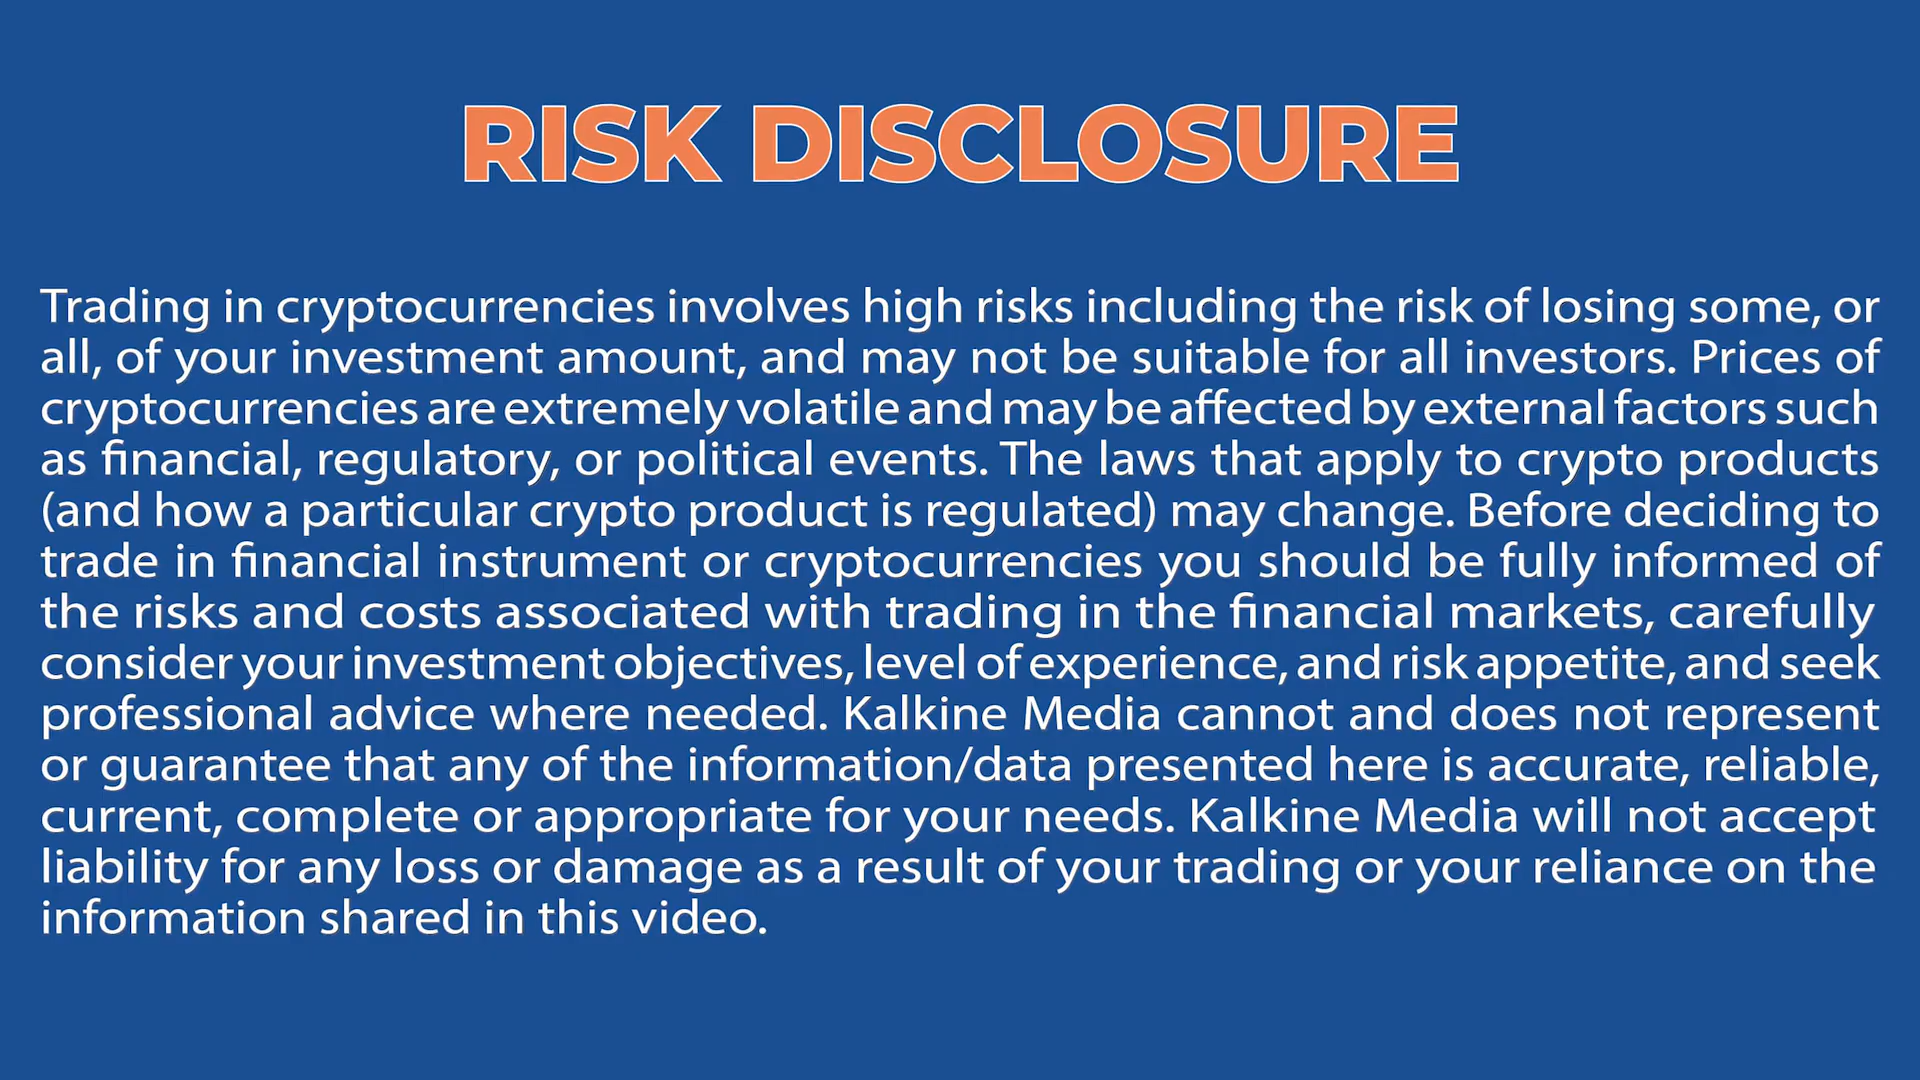 RISK DISCLOSURE
Trading in cryptocurrencies involves high risks including the risk of losing some, or
all, of your investment amount, and may not be suitable for all investors. Prices of
cryptocurrencies are extremely volatile and may be affected by external factors such
as financial, regulatory, or political events. The laws that apply to crypto products
(and how a particular crypto product is regulated) may change. Before deciding to
trade in financial instrument or cryptocurrencies you should be fully informed of
the risks and costs associated with trading in the financial markets, carefully
consider your investment objectives, level of experience, and risk appetite, and seek
professional advice where needed. Kalkine Media cannot and does not represent
or guarantee that any of the information/data presented here is accurate, reliable,
current, complete or appropriate for your needs. Kalkine Media will not accept
liability for any loss or damage as a result of your trading or your reliance on the
information shared in this video.